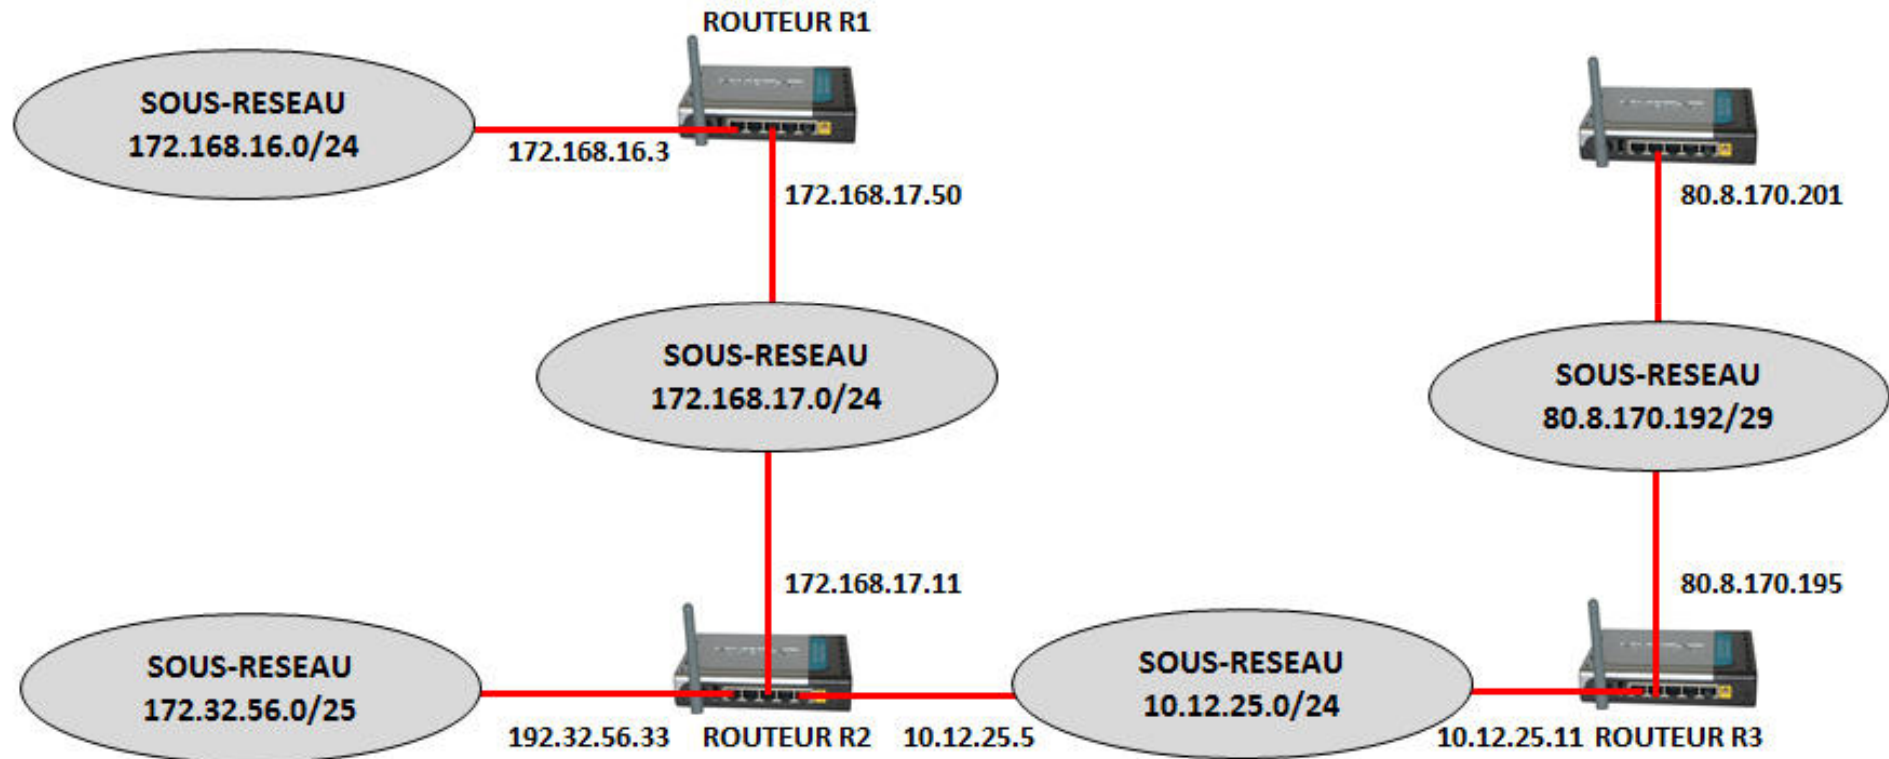 ROUTEUR R1
SOUS-RESEAU
172.168.16.0/24
172.168.16.3
172.168.17.50
80.8.170.201
SOUS-RESEAU
172.168.17.0/24
SOUS-RESEAU
80.8.170.192/29
172.168.17.11
80.8.170.195
SOUS-RESEAU
172.32.56.0/25
SOUS-RESEAU
10.12.25.0/24
192.32.56.33
ROUTEUR R2
10.12.25.5
10.12.25.11
ROUTEUR R3